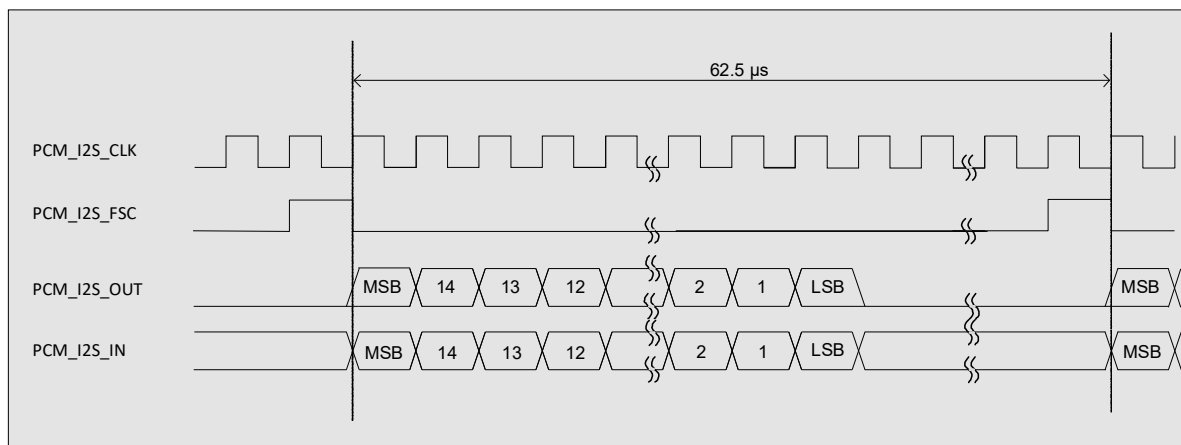 62.5 µs
PCM_I2S_CLK
PCM_I2S_FSC
PCM_I2S_OUT MSB 14 13 12 2 1 LSB MSB
PCM_I2S_IN MSB 14 13 12 2 1 LSB MSB